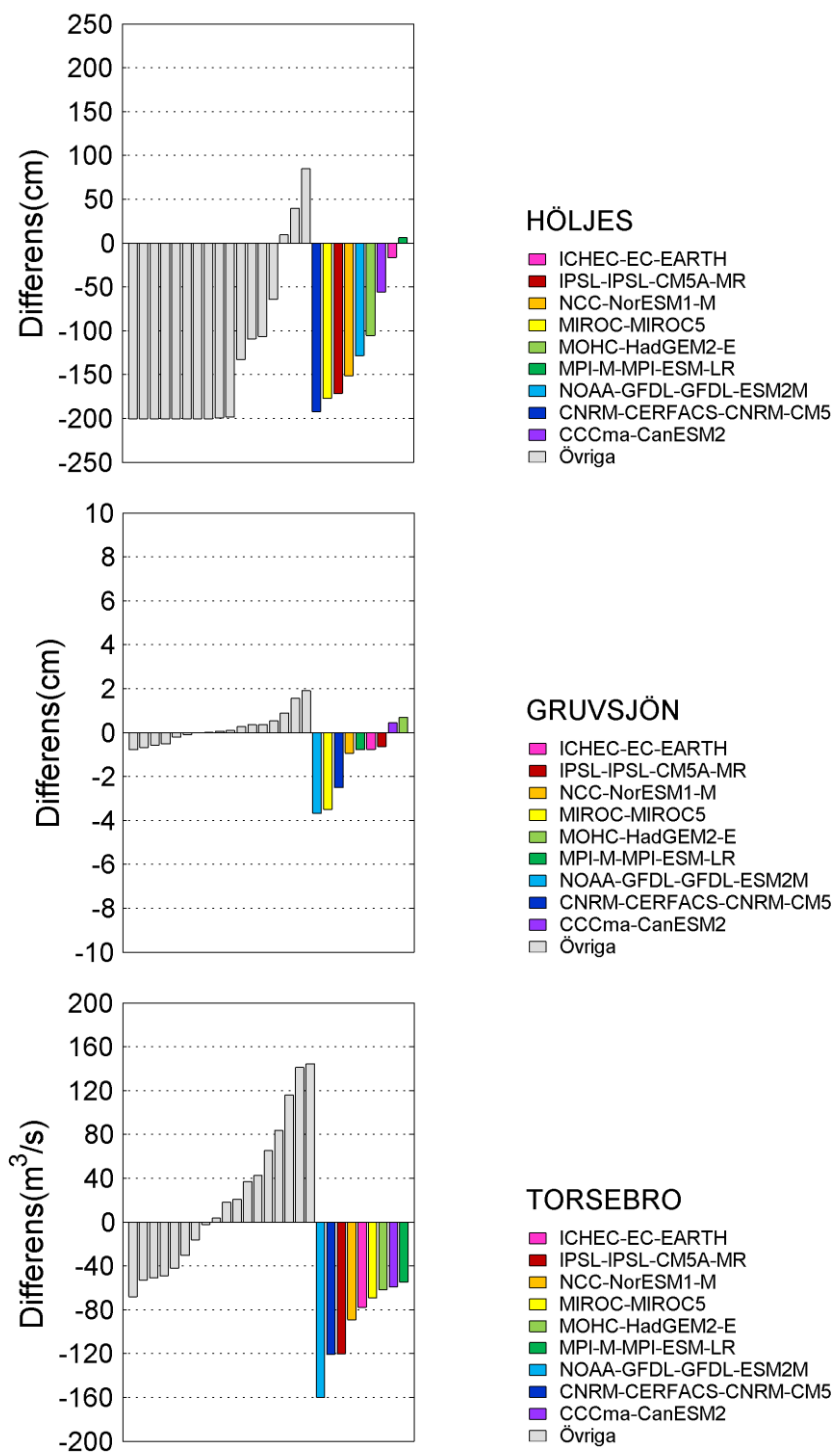 250
200
150
100
50
0
-50
-100
-150
-200
-250
Differens(cm)
HÖLJES
ICHEC-EC-EARTH
IPSL-IPSL-CM5A-MR
NCC-NorESM1-M
MIROC-MIROC5
MOHC-HadGEM2-E
MPI-M-MPI-ESM-LR
NOAA-GFDL-GFDL-ESM2M
CNRM-CERFACS-CNRM-CM5
CCCma-CanESM2
Övriga
10
8
6
4
2
0
-2
-4
-6
-8
-10
Differens(cm)
GRUVSJÖN
ICHEC-EC-EARTH
IPSL-IPSL-CM5A-MR
NCC-NorESM1-M
MIROC-MIROC5
MOHC-HadGEM2-E
MPI-M-MPI-ESM-LR
NOAA-GFDL-GFDL-ESM2M
CNRM-CERFACS-CNRM-CM5
CCCma-CanESM2
Övriga
200
160
120
80
40
0
-40
-80
-120
-160
-200
Differens(m³/s)
TORSEBRO
ICHEC-EC-EARTH
IPSL-IPSL-CM5A-MR
NCC-NorESM1-M
MIROC-MIROC5
MOHC-HadGEM2-E
MPI-M-MPI-ESM-LR
NOAA-GFDL-GFDL-ESM2M
CNRM-CERFACS-CNRM-CM5
CCCma-CanESM2
Övriga